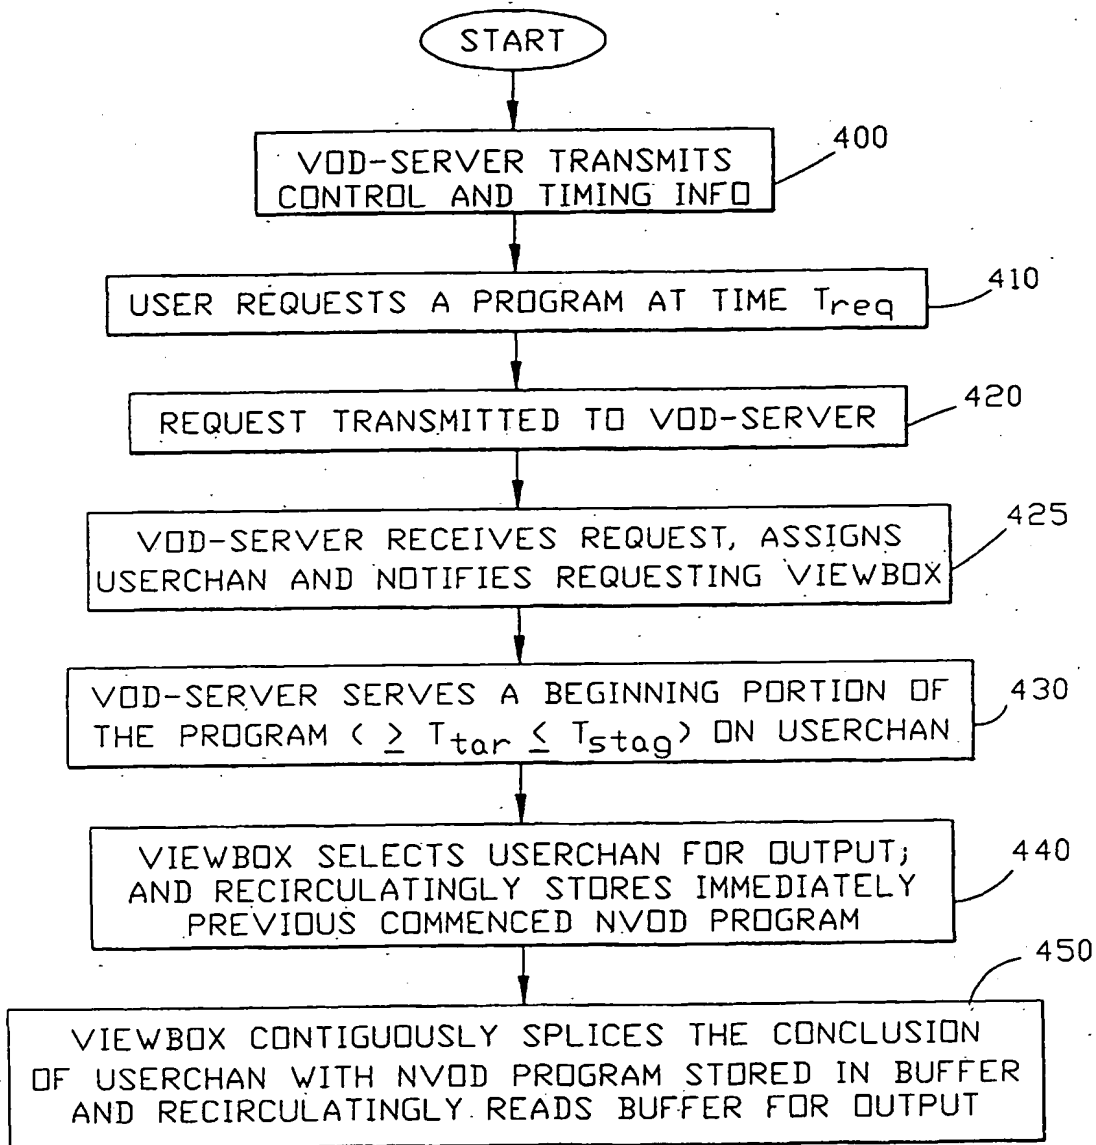 START
VOD-SERVER TRANSMITS
CONTROL AND TIMING INFO
400
USER REQUESTS A PROGRAM AT TIME Treq
410
REQUEST TRANSMITTED TO VOD-SERVER
420
VOD-SERVER RECEIVES REQUEST, ASSIGNS
USERCHAN AND NOTIFIES REQUESTING VIEWBOX
425
VOD-SERVER SERVES A BEGINNING PORTION OF
THE PROGRAM ( ≥ Ttar ≤ Tstag) ON USERCHAN
430
VIEWBOX SELECTS USERCHAN FOR OUTPUT;
AND RECIRCULATINGLY STORES IMMEDIATELY
PREVIOUS COMMENCED NVOD PROGRAM
440
450
VIEWBOX CONTIGUOUSLY SPLICES THE CONCLUSION
OF USERCHAN WITH NVOD PROGRAM STORED IN BUFFER
AND RECIRCULATINGLY READS BUFFER FOR OUTPUT